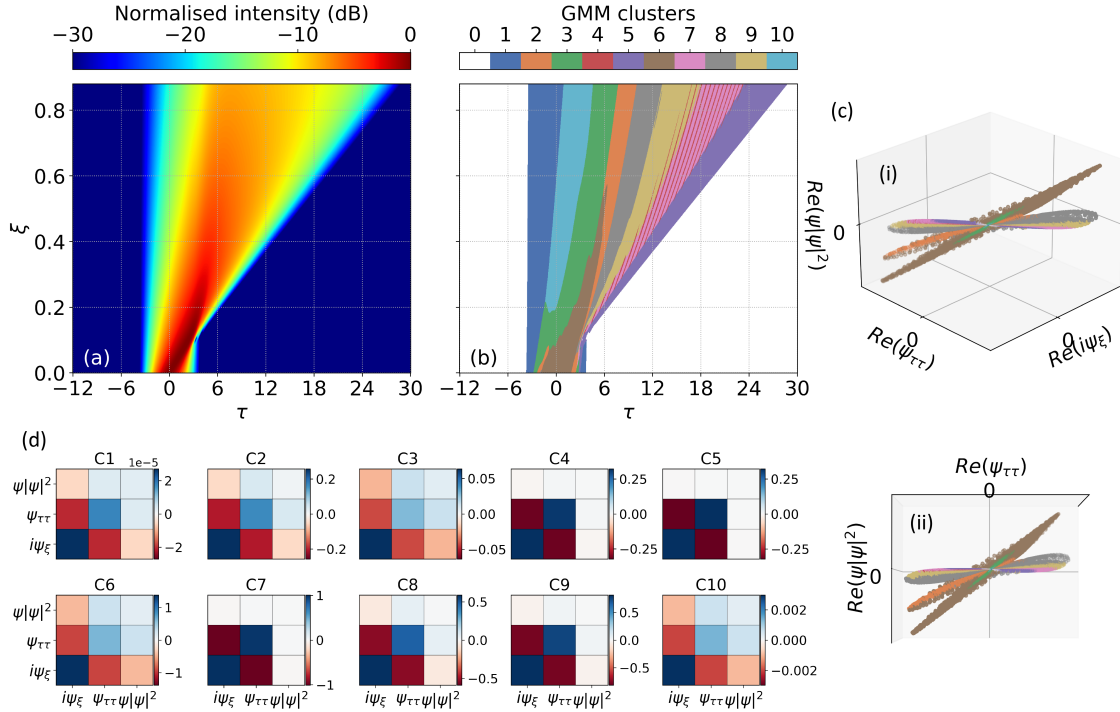 Normalised intensity (dB)
−30 −20 −10 0
GMM clusters
0 1 2 3 4 5 6 7 8 9 10
ξ
0.8
0.6
0.4
0.2
0.0
(a)
−12 −6 0 6 12 18 24 30
τ
(b)
−12 −6 0 6 12 18 24 30
τ
(c)
(i)
Re(ψ|ψ|²)
0
0
Re(ψττ)
0
Re(iψξ)
(ii)
Re(ψττ)
0
Re(ψ|ψ|²)
0
(d)
C1
1e−5
ψ|ψ|²
ψττ
iψξ
2
0
−2
C2
0.2
0.0
−0.2
C3
0.05
0.00
−0.05
C4
0.25
0.00
−0.25
C5
0.25
0.00
−0.25
C6
ψ|ψ|²
ψττ
iψξ
iψξ ψττ ψ|ψ|²
1
0
−1
C7
iψξ ψττ ψ|ψ|²
1
0
−1
C8
iψξ ψττ ψ|ψ|²
0.5
0.0
−0.5
C9
iψξ ψττ ψ|ψ|²
0.5
0.0
−0.5
C10
iψξ ψττ ψ|ψ|²
0.002
0.000
−0.002